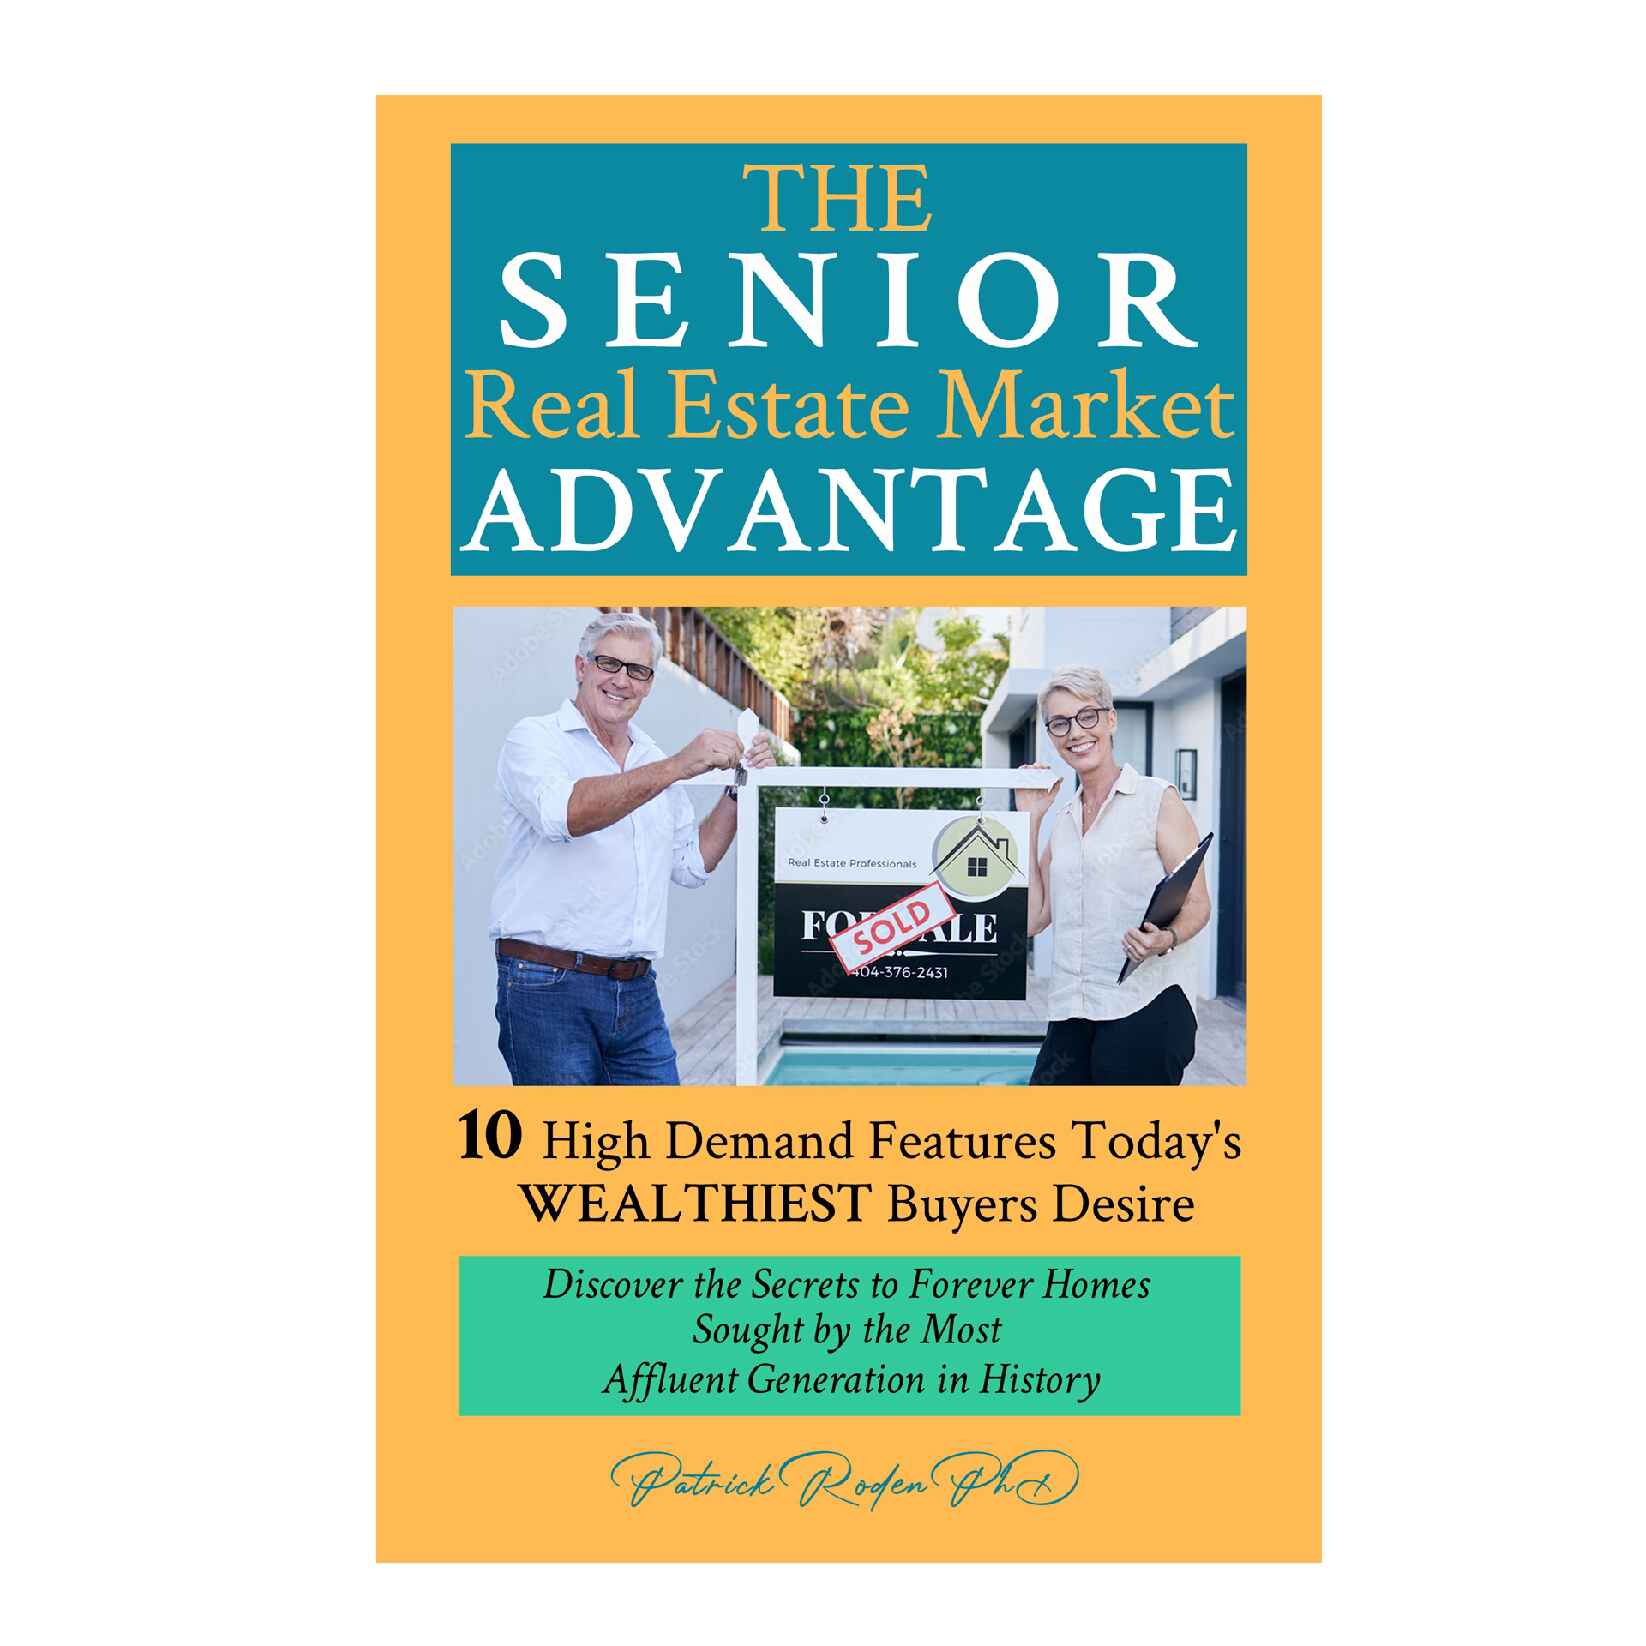 THE
SENIOR
Real Estate Market
ADVANTAGE
Real Estate Professionals
FOR SALE
SOLD
404-376-2431
10 High Demand Features Today's
WEALTHIEST Buyers Desire
Discover the Secrets to Forever Homes
Sought by the Most
Affluent Generation in History
Patrick Roden PhD